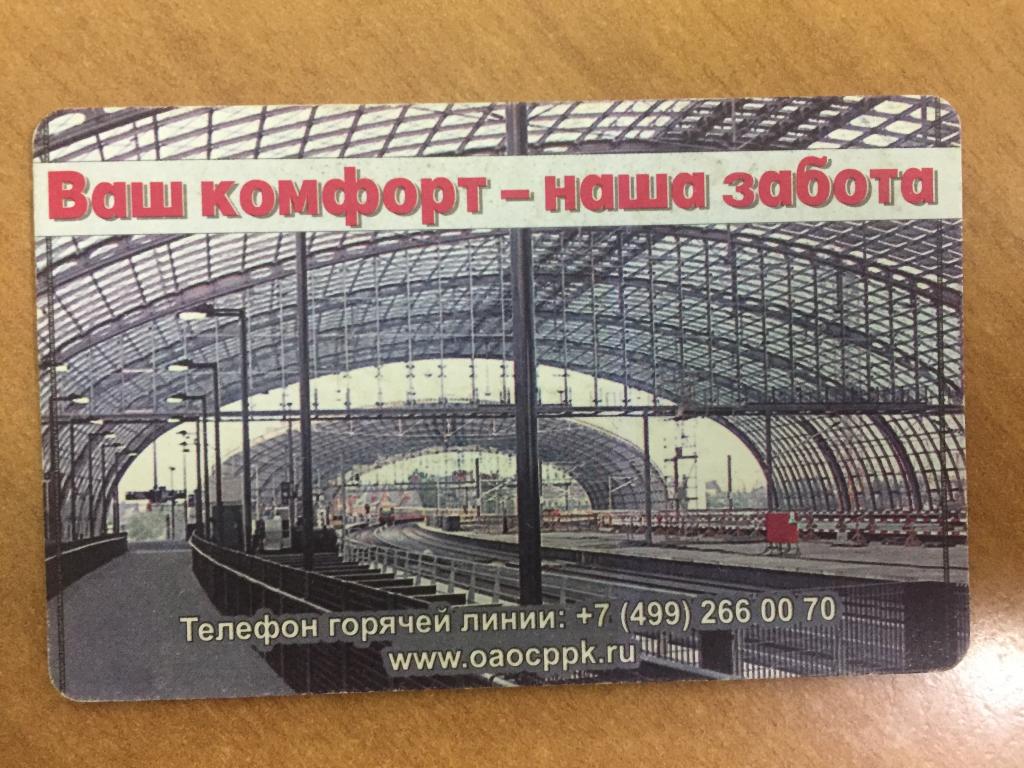 Ваш комфорт – наша забота
Телефон горячей линии: +7 (499) 266 00 70
www.oaocppk.ru